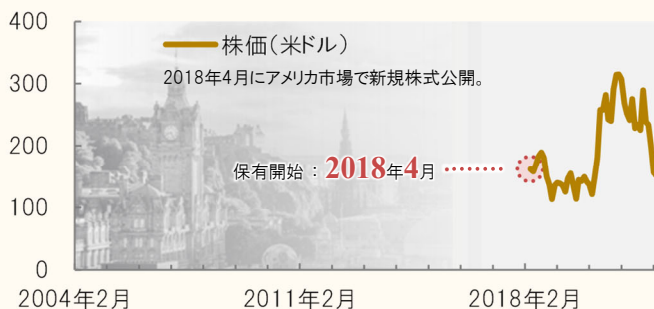 400
株価（米ドル）
2018年4月にアメリカ市場で新規株式公開。
300
200
保有開始 ： 2018年4月
100
0
2004年2月 2011年2月 2018年2月